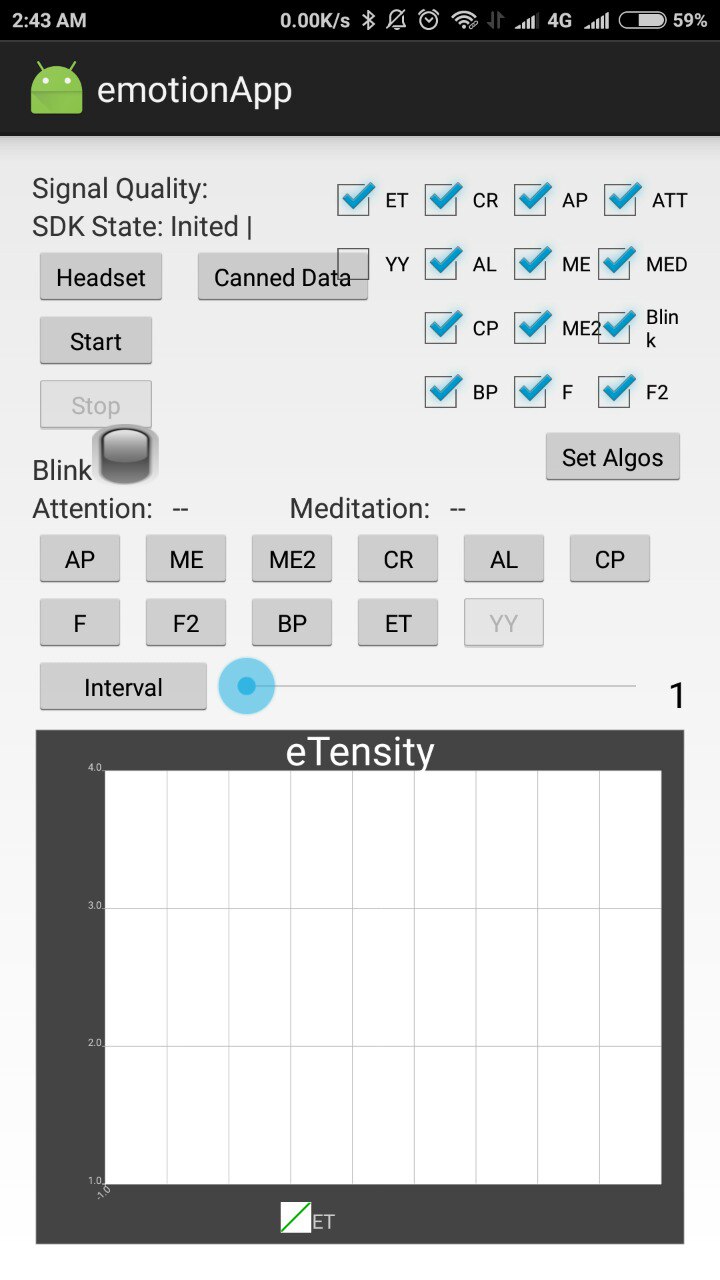 2:43 AM 0.00K/s 4G 59%
emotionApp
Signal Quality:
SDK State: Inited |
ET CR AP ATT
Headset Canned Data
YY AL ME MED
Start
CP ME2 Blin
k
Stop
BP F F2
Blink
Set Algos
Attention: -- Meditation: --
AP ME ME2 CR AL CP
F F2 BP ET YY
Interval 1
eTensity
4.0
3.0
2.0
1.0
-1.0
ET